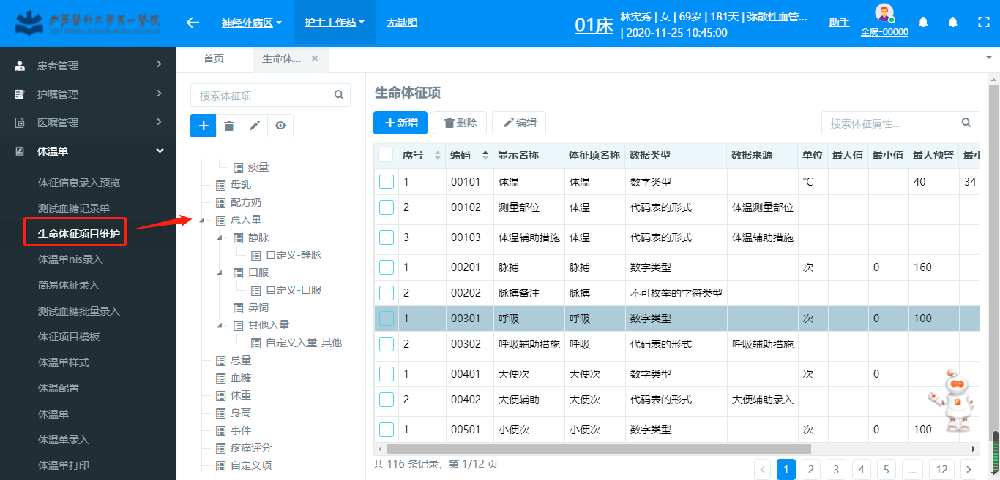 广西医科大学第一医院
神经外病区
护士工作站
无缺陷
01床
林宪秀 | 女 | 69岁 | 181天 | 弥散性血管...
| 2020-11-25 10:45:00
助手
全院-00000
患者管理
护嘱管理
医嘱管理
体温单
体征信息录入预览
测试血糖记录单
生命体征项目维护
体温单nis录入
简易体征录入
测试血糖批量录入
体征项目模板
体温单样式
体温配置
体温单
体温单录入
体温单打印
首页
生命体... ×
搜索体征项
痰量
母乳
配方奶
总入量
静脉
自定义-静脉
口服
自定义-口服
鼻饲
其他入量
自定义入量-其他
总量
血糖
体重
身高
事件
疼痛评分
自定义项
生命体征项
新增
删除
编辑
搜索体征属性...
序号 编码 显示名称 体征项名称 数据类型 数据来源 单位 最大值 最小值 最大预警 最小
1 00101 体温 体温 数字类型 ℃ 40 34
2 00102 测量部位 体温 代码表的形式 体温测量部位
3 00103 体温辅助措施 体温 代码表的形式 体温辅助措施
1 00201 脉搏 脉搏 数字类型 次 0 160
2 00202 脉搏备注 脉搏 不可枚举的字符类型
1 00301 呼吸 呼吸 数字类型 次 0 100
2 00302 呼吸辅助措施 呼吸 代码表的形式 呼吸辅助措施
1 00401 大便次 大便次 数字类型 次 0
2 00402 大便辅助 大便次 代码表的形式 大便辅助录入
1 00501 小便次 小便次 数字类型 次 0 100
共 116 条记录，第 1/12 页
< 1 2 3 4 5 ... 12 >